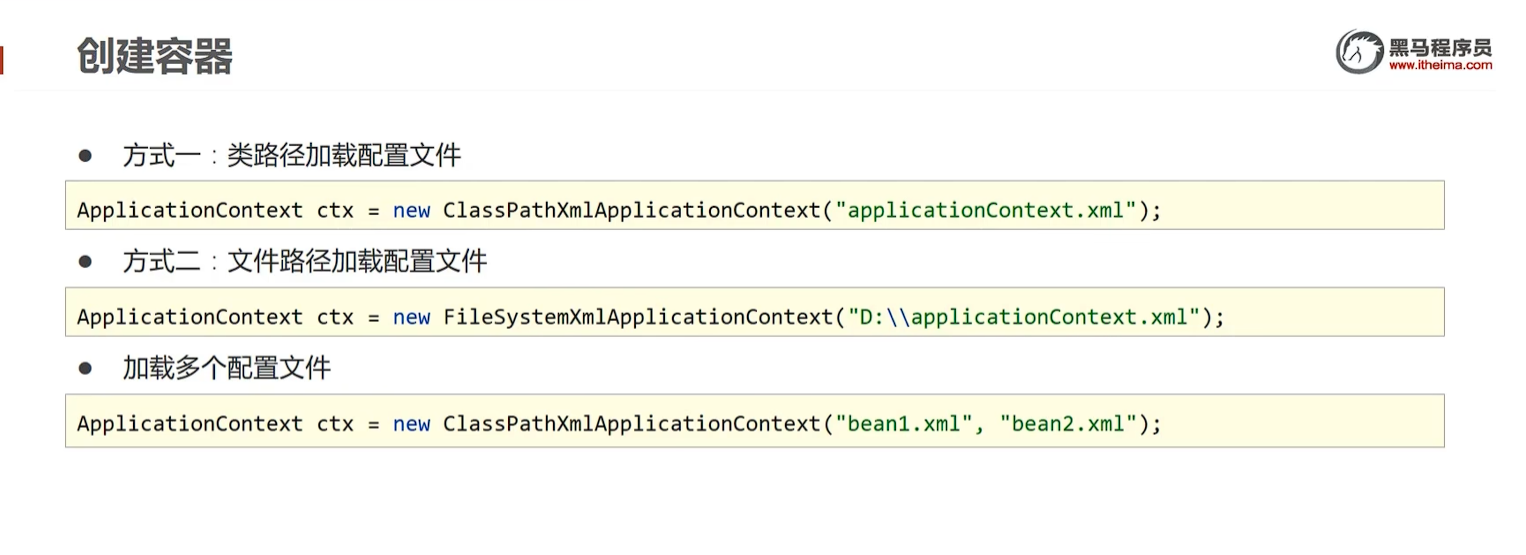 创建容器
黑马程序员
www.itheima.com
● 方式一：类路径加载配置文件
ApplicationContext ctx = new ClassPathXmlApplicationContext("applicationContext.xml");
● 方式二：文件路径加载配置文件
ApplicationContext ctx = new FileSystemXmlApplicationContext("D:\\applicationContext.xml");
● 加载多个配置文件
ApplicationContext ctx = new ClassPathXmlApplicationContext("bean1.xml", "bean2.xml");